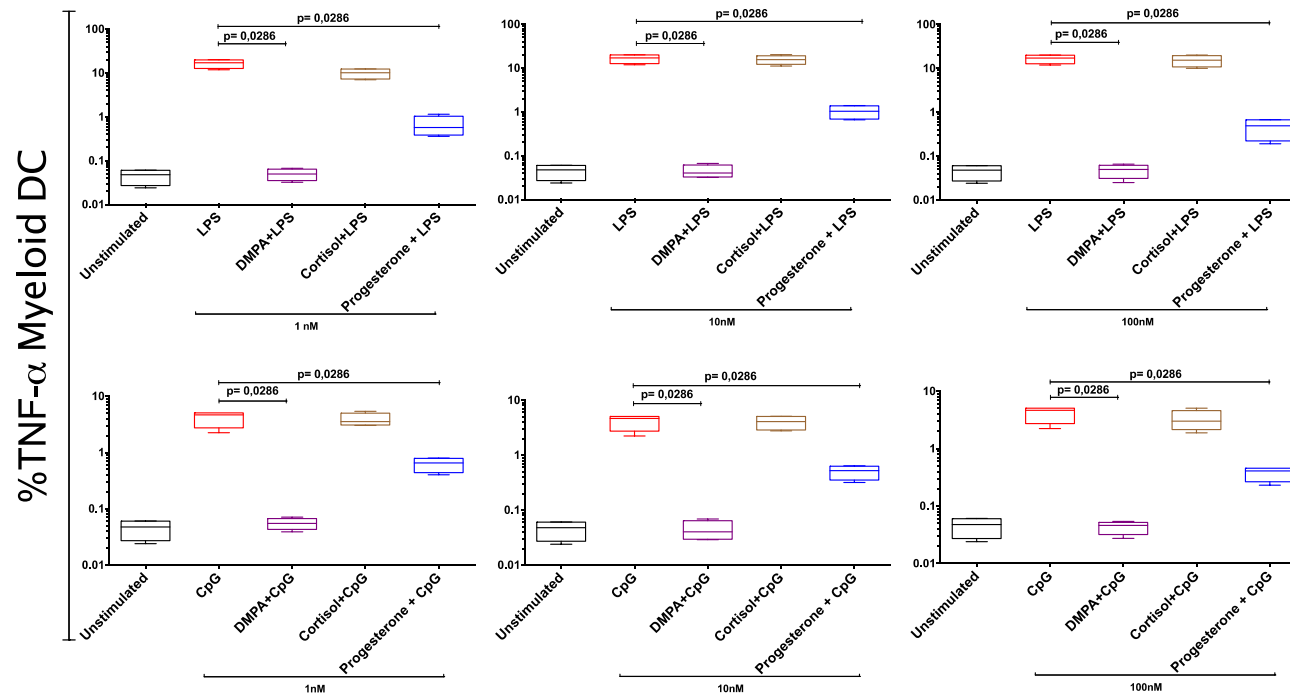 %TNF-α Myeloid DC
p= 0,0286
p= 0,0286
100
10
1
0.1
0.01
Unstimulated
LPS
DMPA+LPS
Cortisol+LPS
Progesterone + LPS
1 nM
p= 0,0286
p= 0,0286
100
10
1
0.1
0.01
Unstimulated
LPS
DMPA+LPS
Cortisol+LPS
Progesterone + LPS
10nM
p= 0,0286
p= 0,0286
100
10
1
0.1
0.01
Unstimulated
LPS
DMPA+LPS
Cortisol+LPS
Progesterone + LPS
100nM
p= 0,0286
p= 0,0286
10
1
0.1
0.01
Unstimulated
CpG
DMPA+CpG
Cortisol+CpG
Progesterone + CpG
1nM
p= 0,0286
p= 0,0286
10
1
0.1
0.01
Unstimulated
CpG
DMPA+CpG
Cortisol+CpG
Progesterone + CpG
10nM
p= 0,0286
p= 0,0286
10
1
0.1
0.01
Unstimulated
CpG
DMPA+CpG
Cortisol+CpG
Progesterone + CpG
100nM